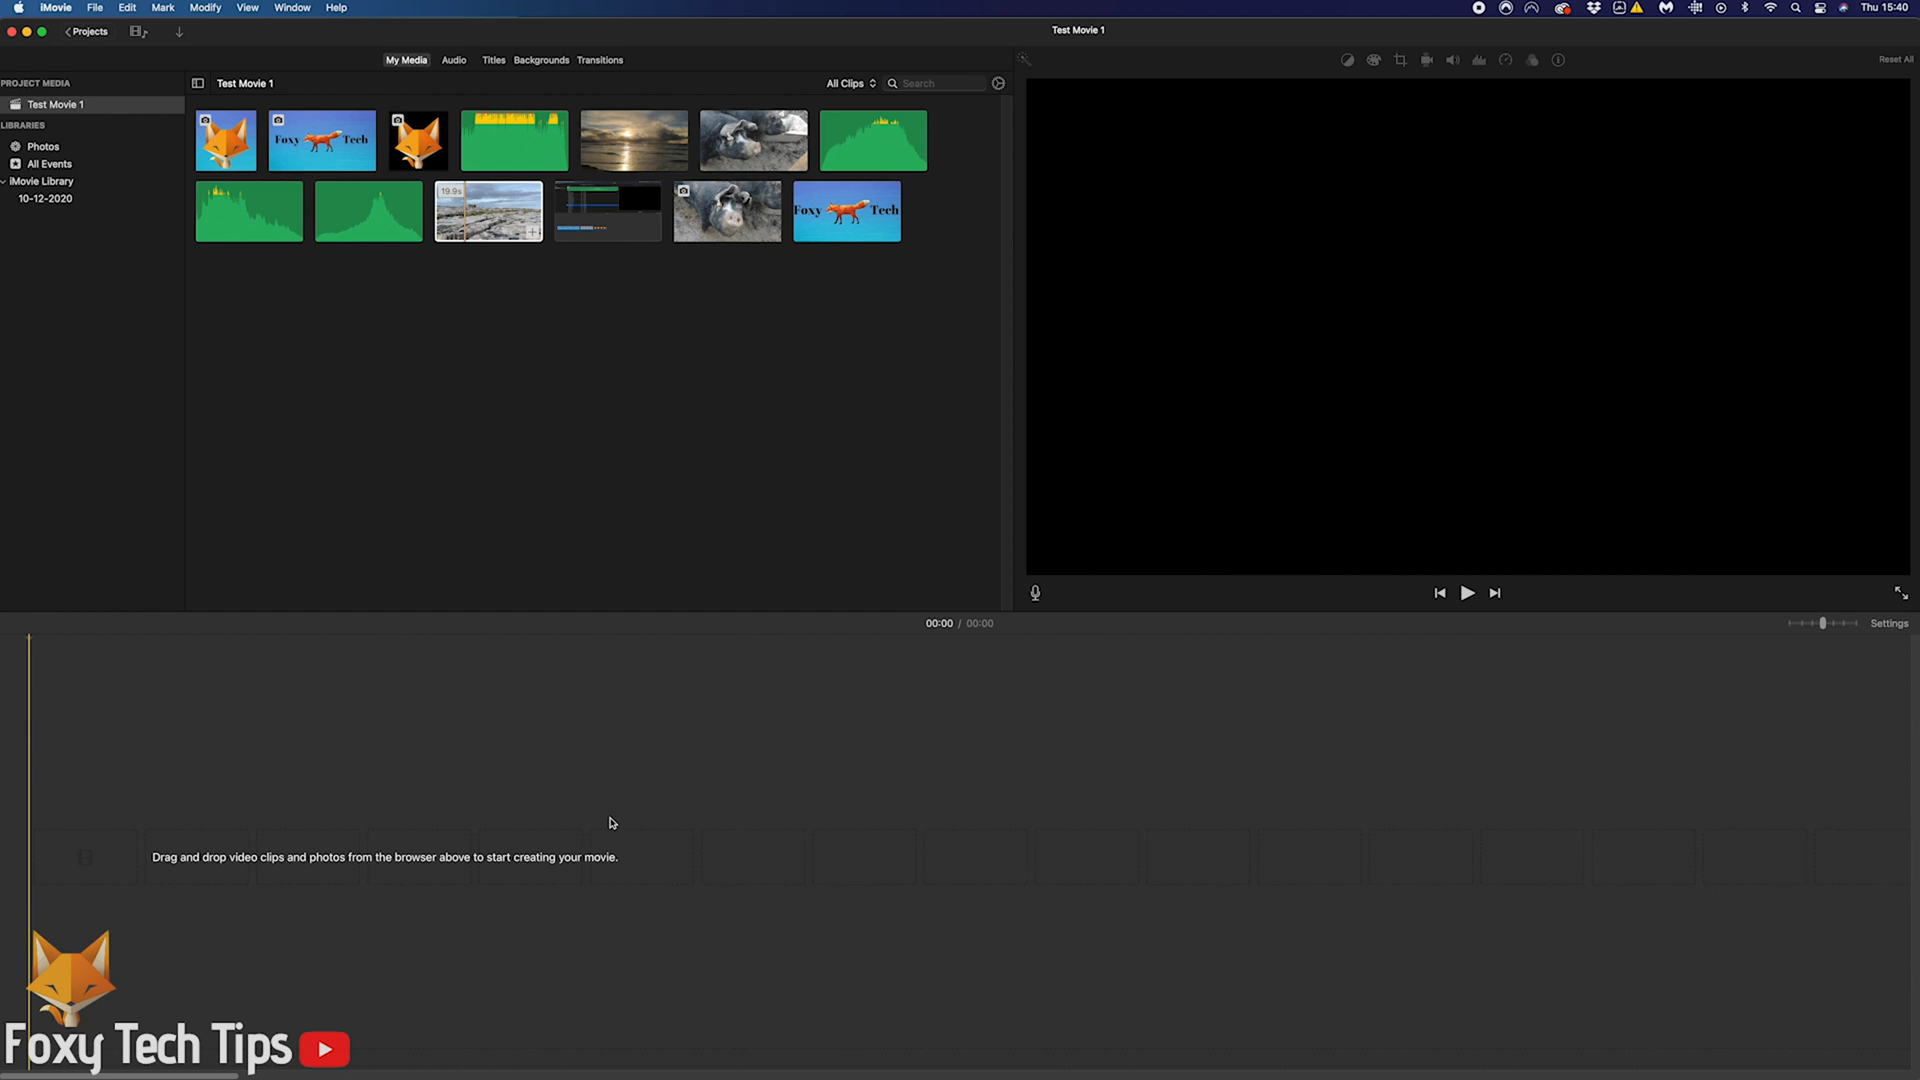 iMovie File Edit Mark Modify View Window Help Thu 15:40
Projects Test Movie 1
My Media Audio Titles Backgrounds Transitions Reset All
PROJECT MEDIA Test Movie 1 All Clips Search
Test Movie 1
LIBRARIES
Foxy Tech
Photos
All Events
iMovie Library
10-12-2020
19.9s
Foxy Tech
00:00 / 00:00 Settings
Drag and drop video clips and photos from the browser above to start creating your movie.
Foxy Tech Tips